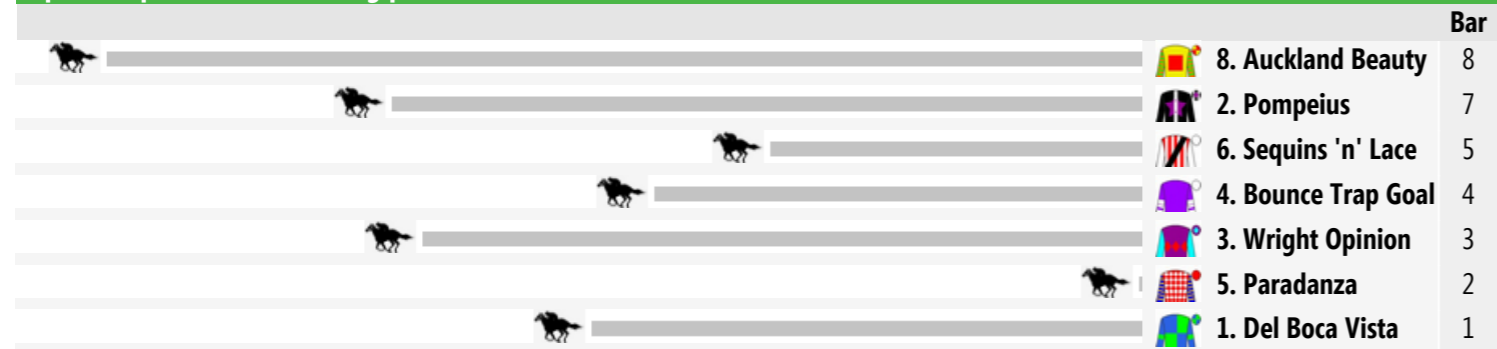 Bar
8. Auckland Beauty 8
2. Pompeius 7
6. Sequins 'n' Lace 5
4. Bounce Trap Goal 4
3. Wright Opinion 3
5. Paradanza 2
1. Del Boca Vista 1